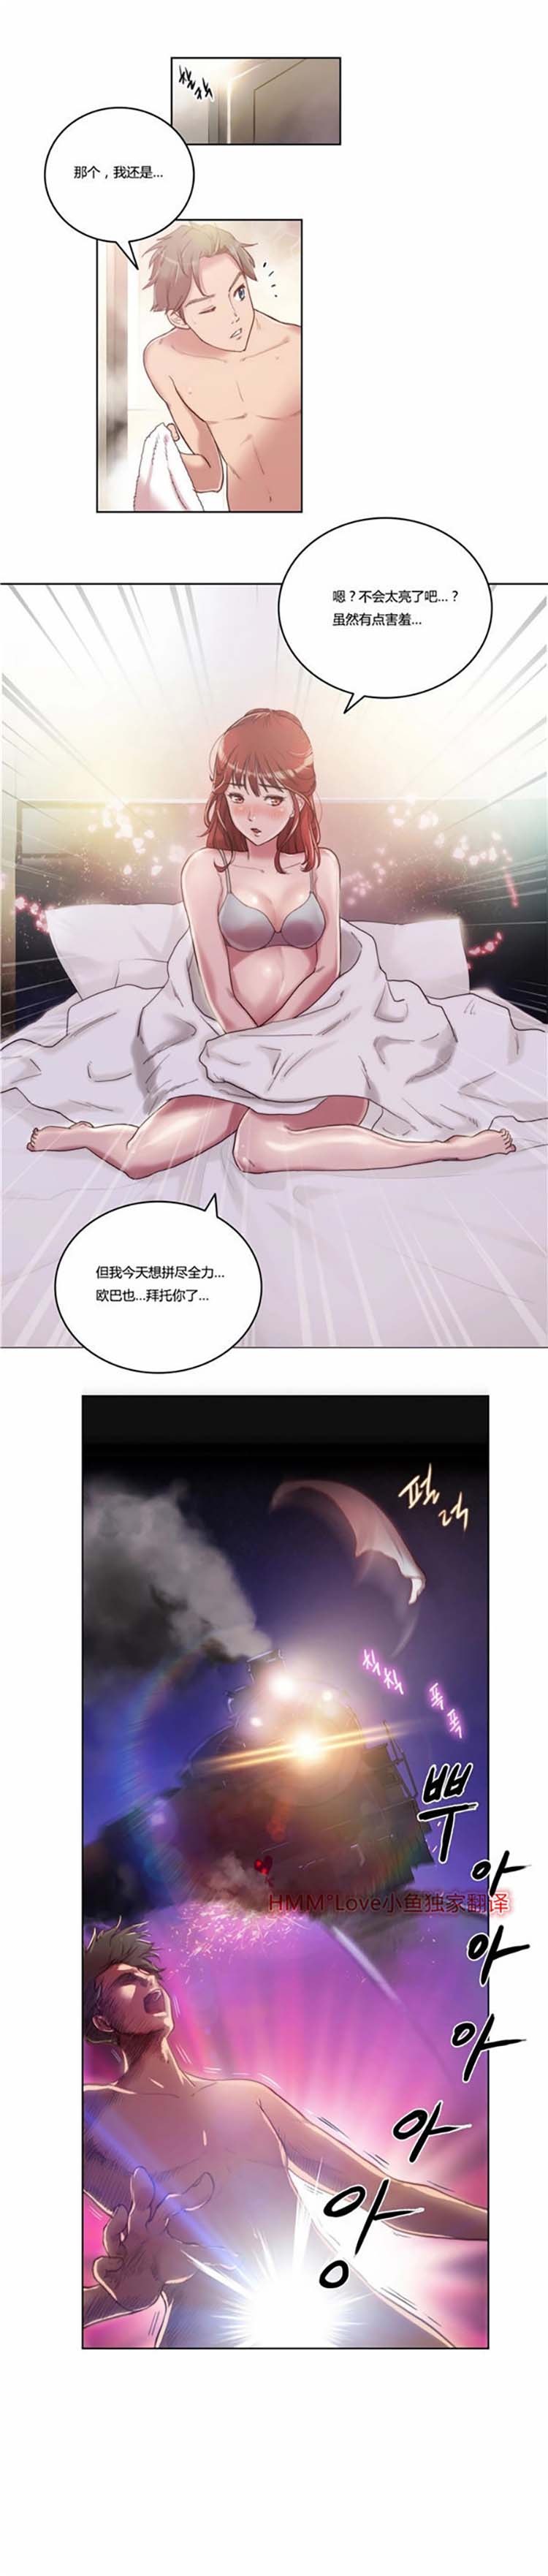 那个，我还是...
嗯？不会太亮了吧...？
虽然有点害羞...
但我今天想拼尽全力...
欧巴也...拜托你了...
펄
럭
칙칙
폭
폭
HMM°Love小鱼独家翻译
뿌
아
아
아
아
앙